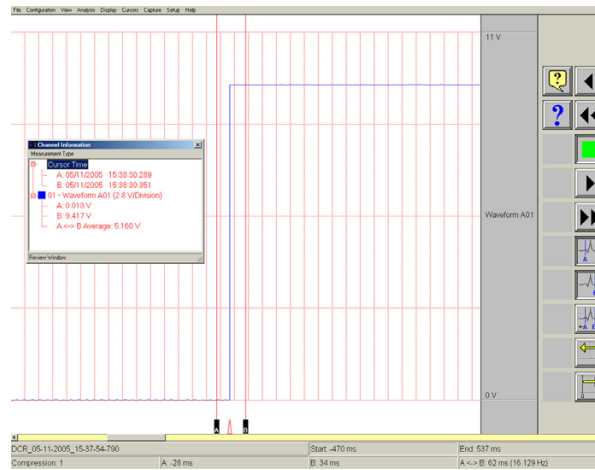 File Configuration View Analysis Display Cursors Capture Setup Help
11 V
Channel Information
Measurement Type
Cursor Time
A: 05/11/2005 15:38:30.289
B: 05/11/2005 15:38:30.351
01 - Waveform A01 (2.8 V/Division)
A: 0.013 V
B: 9.417 V
A <-> B Average: 5.160 V
Review Window
Waveform A01
0 V
A B
DCR_05-11-2005_15-37-54-790 Start: -470 ms End: 537 ms
Compression: 1 A: -28 ms B: 34 ms A <-> B: 62 ms (16.129 Hz)